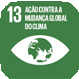 13 AÇÃO CONTRA A
MUDANÇA GLOBAL
DO CLIMA